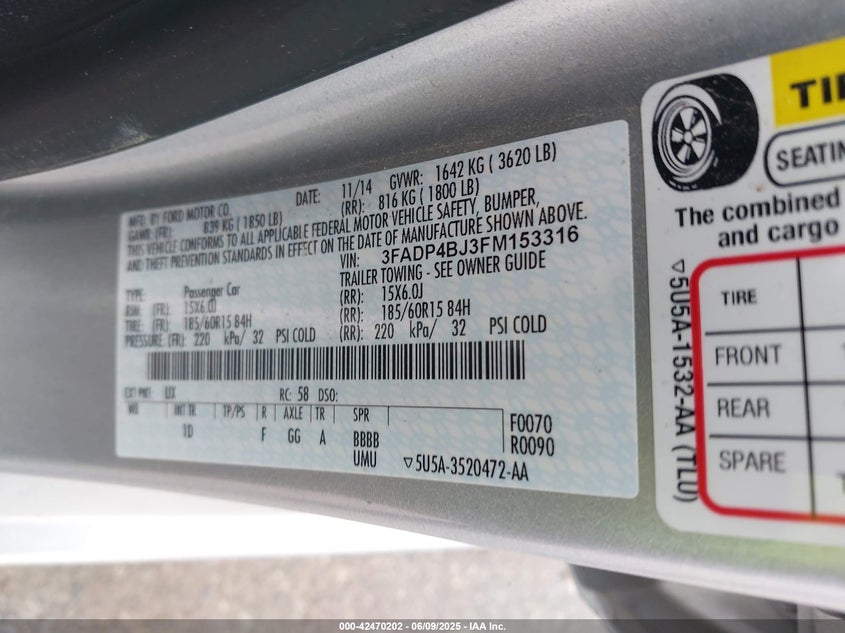 MFD. BY FORD MOTOR CO.
DATE: 11/14 GVWR: 1642 KG ( 3620 LB)
GAWR: (FR): 839 KG ( 1850 LB) (RR): 816 KG ( 1800 LB)
THIS VEHICLE CONFORMS TO ALL APPLICABLE FEDERAL MOTOR VEHICLE SAFETY, BUMPER,
AND THEFT PREVENTION STANDARDS IN EFFECT ON THE DATE OF MANUFACTURE SHOWN ABOVE.
VIN: 3FADP4BJ3FM153316
TYPE: Passenger Car TRAILER TOWING - SEE OWNER GUIDE
RIM: (FR): 15X6.0J (RR): 15X6.0J
TIRE: (FR): 185/60R15 84H (RR): 185/60R15 84H
PRESSURE: (FR): 220 kPa/ 32 PSI COLD (RR): 220 kPa/ 32 PSI COLD
EXT PNT: UX RC: 58 DSO:
WB INT TR TP/PS R AXLE TR SPR
1D F GG A BBBB
UMU
F0070
R0090
▽5U5A-3520472-AA
SEATIN
The combined
and cargo
TIRE
FRONT
REAR
SPARE
▽5U5A-1532-AA (TLU)
000-42470202 - 06/09/2025 - IAA Inc.